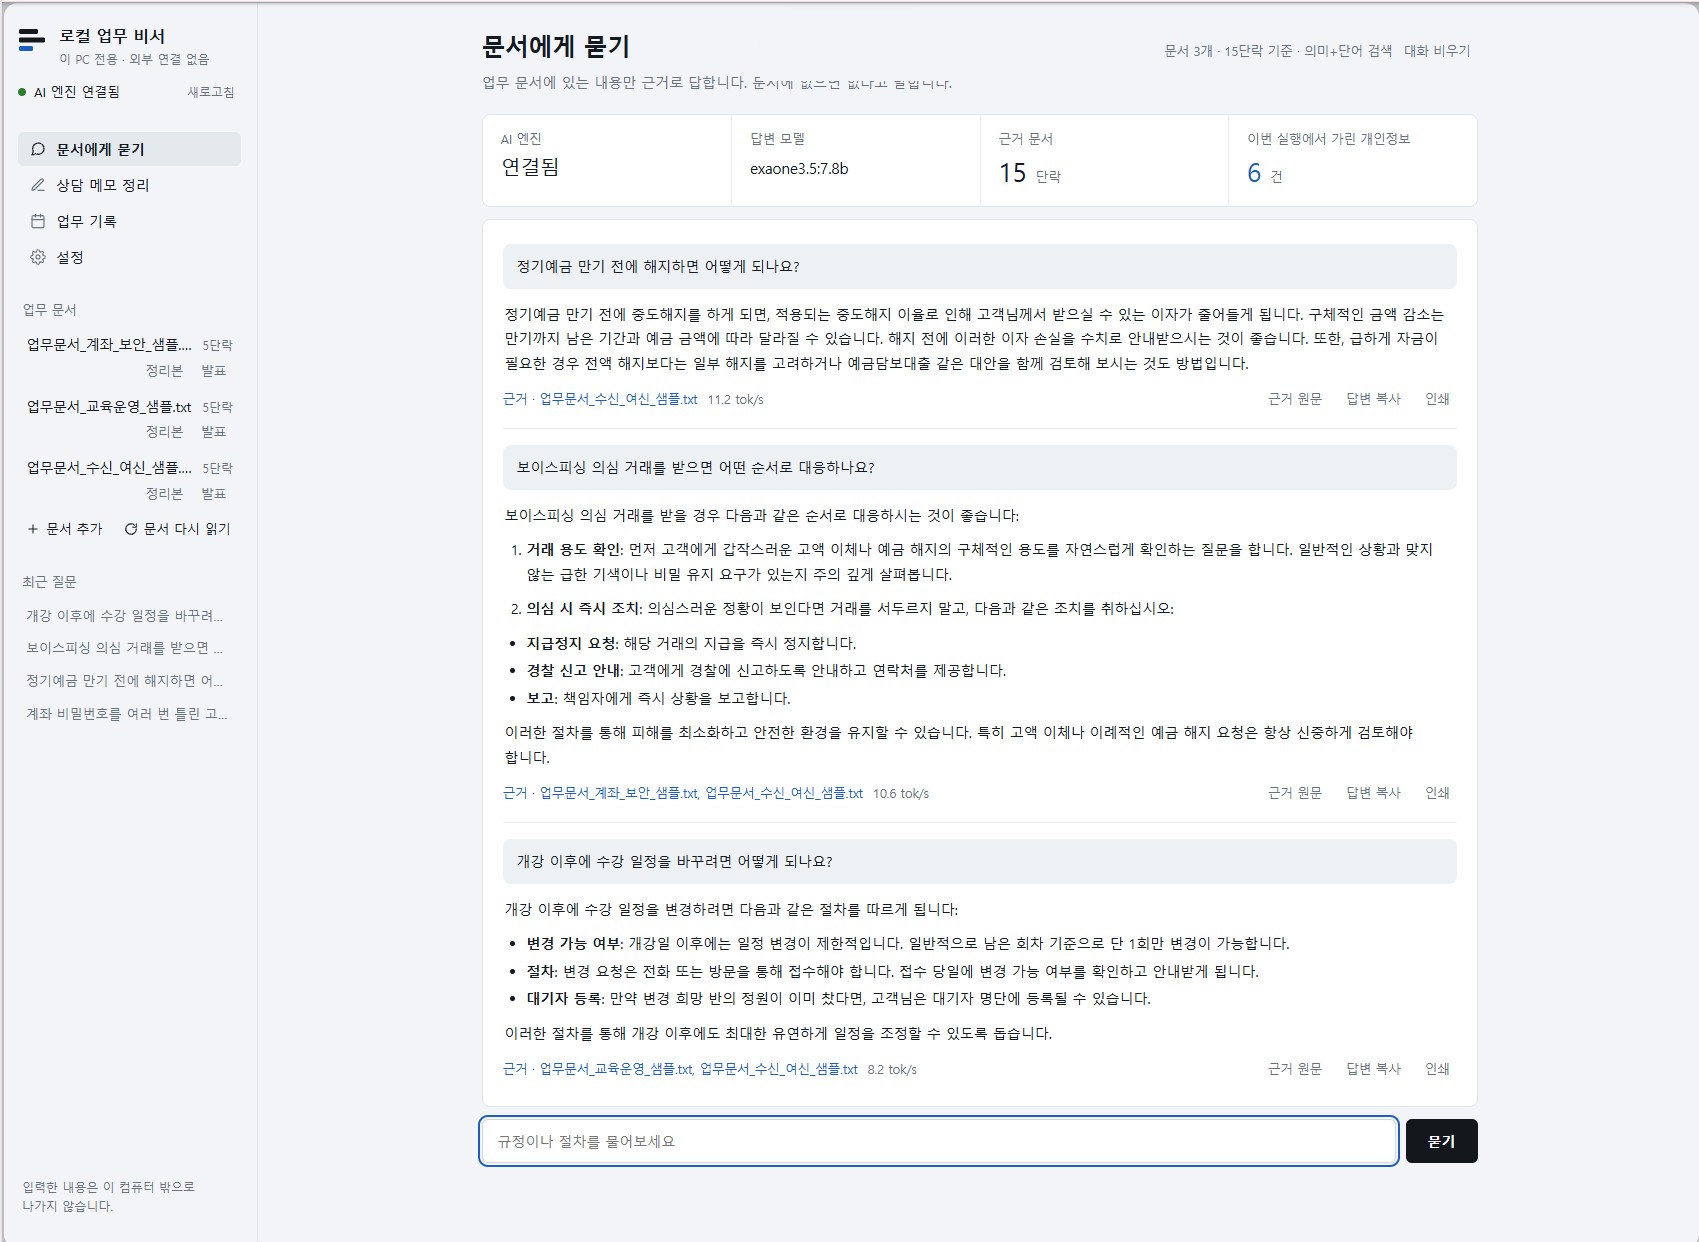 로컬 업무 비서
이 PC 전용 · 외부 연결 없음
AI 엔진 연결됨 새로고침
문서에게 묻기
상담 메모 정리
업무 기록
설정
업무 문서
업무문서_계좌_보안_샘플.... 5단락
정리본 발표
업무문서_교육운영_샘플.txt 5단락
정리본 발표
업무문서_수신_여신_샘플.... 5단락
정리본 발표
+ 문서 추가 문서 다시 읽기
최근 질문
개강 이후에 수강 일정을 바꾸려...
보이스피싱 의심 거래를 받으면 ...
정기예금 만기 전에 해지하면 어...
계좌 비밀번호를 여러 번 틀린 고...
입력한 내용은 이 컴퓨터 밖으로
나가지 않습니다.
문서에게 묻기
문서 3개 · 15단락 기준 · 의미+단어 검색 대화 비우기
업무 문서에 있는 내용만 근거로 답합니다. 문서에 없으면 없다고 말합니다.
AI 엔진
연결됨
답변 모델
exaone3.5:7.8b
근거 문서
15 단락
이번 실행에서 가린 개인정보
6 건
정기예금 만기 전에 해지하면 어떻게 되나요?
정기예금 만기 전에 중도해지를 하게 되면, 적용되는 중도해지 이율로 인해 고객님께서 받으실 수 있는 이자가 줄어들게 됩니다. 구체적인 금액 감소는
만기까지 남은 기간과 예금 금액에 따라 달라질 수 있습니다. 해지 전에 이러한 이자 손실을 수치로 안내받으시는 것이 좋습니다. 또한, 급하게 자금이
필요한 경우 전액 해지보다는 일부 해지를 고려하거나 예금담보대출 같은 대안을 함께 검토해 보시는 것도 방법입니다.
근거 · 업무문서_수신_여신_샘플.txt 11.2 tok/s 근거 원문 답변 복사 인쇄
보이스피싱 의심 거래를 받으면 어떤 순서로 대응하나요?
보이스피싱 의심 거래를 받을 경우 다음과 같은 순서로 대응하시는 것이 좋습니다:
1. 거래 용도 확인: 먼저 고객에게 갑작스러운 고액 이체나 예금 해지의 구체적인 용도를 자연스럽게 확인하는 질문을 합니다. 일반적인 상황과 맞지
않는 급한 기색이나 비밀 유지 요구가 있는지 주의 깊게 살펴봅니다.
2. 의심 시 즉시 조치: 의심스러운 정황이 보인다면 거래를 서두르지 말고, 다음과 같은 조치를 취하십시오:
• 지급정지 요청: 해당 거래의 지급을 즉시 정지합니다.
• 경찰 신고 안내: 고객에게 경찰에 신고하도록 안내하고 연락처를 제공합니다.
• 보고: 책임자에게 즉시 상황을 보고합니다.
이러한 절차를 통해 피해를 최소화하고 안전한 환경을 유지할 수 있습니다. 특히 고액 이체나 이례적인 예금 해지 요청은 항상 신중하게 검토해야
합니다.
근거 · 업무문서_계좌_보안_샘플.txt, 업무문서_수신_여신_샘플.txt 10.6 tok/s 근거 원문 답변 복사 인쇄
개강 이후에 수강 일정을 바꾸려면 어떻게 되나요?
개강 이후에 수강 일정을 변경하려면 다음과 같은 절차를 따르게 됩니다:
• 변경 가능 여부: 개강일 이후에는 일정 변경이 제한적입니다. 일반적으로 남은 회차 기준으로 단 1회만 변경이 가능합니다.
• 절차: 변경 요청은 전화 또는 방문을 통해 접수해야 합니다. 접수 당일에 변경 가능 여부를 확인하고 안내받게 됩니다.
• 대기자 등록: 만약 변경 희망 반의 정원이 이미 찼다면, 고객님은 대기자 명단에 등록될 수 있습니다.
이러한 절차를 통해 개강 이후에도 최대한 유연하게 일정을 조정할 수 있도록 돕습니다.
근거 · 업무문서_교육운영_샘플.txt, 업무문서_수신_여신_샘플.txt 8.2 tok/s 근거 원문 답변 복사 인쇄
규정이나 절차를 물어보세요
묻기